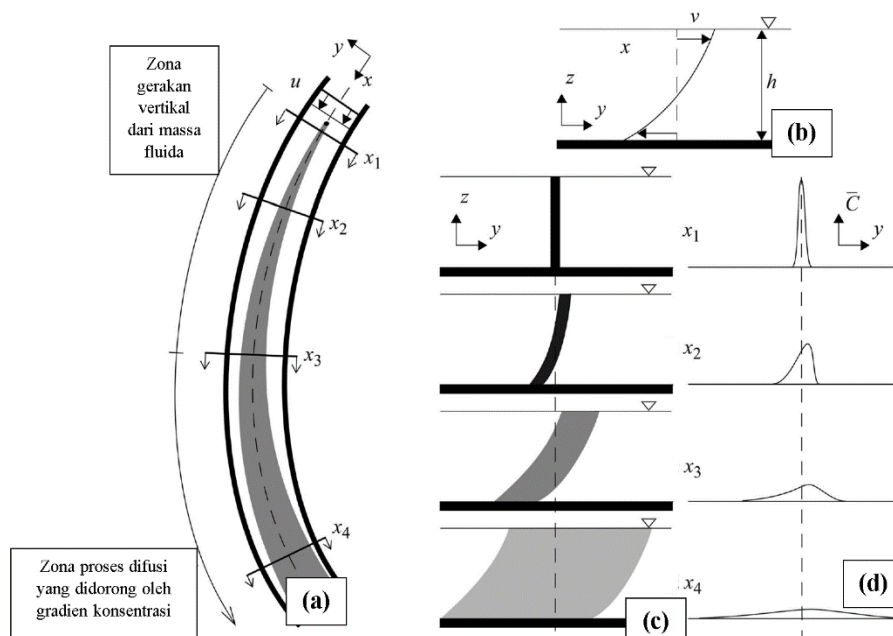 Zona
gerakan
vertikal
dari massa
fluida
y
x
u
x1
x2
x3
x4
Zona proses difusi
yang didorong oleh
gradien konsentrasi
(a)
v
x
z
y
h
(b)
z
y
x1
x2
x3
x4
(c)
C̅
y
(d)